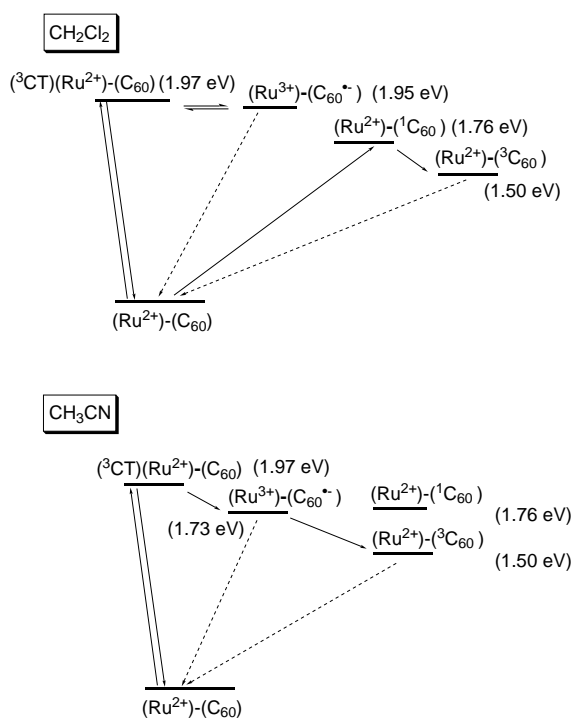 CH₂Cl₂
(³CT)(Ru²⁺)-(C₆₀) (1.97 eV)
(Ru³⁺)-(C₆₀•⁻) (1.95 eV)
(Ru²⁺)-(¹C₆₀) (1.76 eV)
(Ru²⁺)-(³C₆₀)
(1.50 eV)
(Ru²⁺)-(C₆₀)
CH₃CN
(³CT)(Ru²⁺)-(C₆₀) (1.97 eV)
(Ru³⁺)-(C₆₀•⁻)
(1.73 eV)
(Ru²⁺)-(¹C₆₀)
(1.76 eV)
(Ru²⁺)-(³C₆₀)
(1.50 eV)
(Ru²⁺)-(C₆₀)